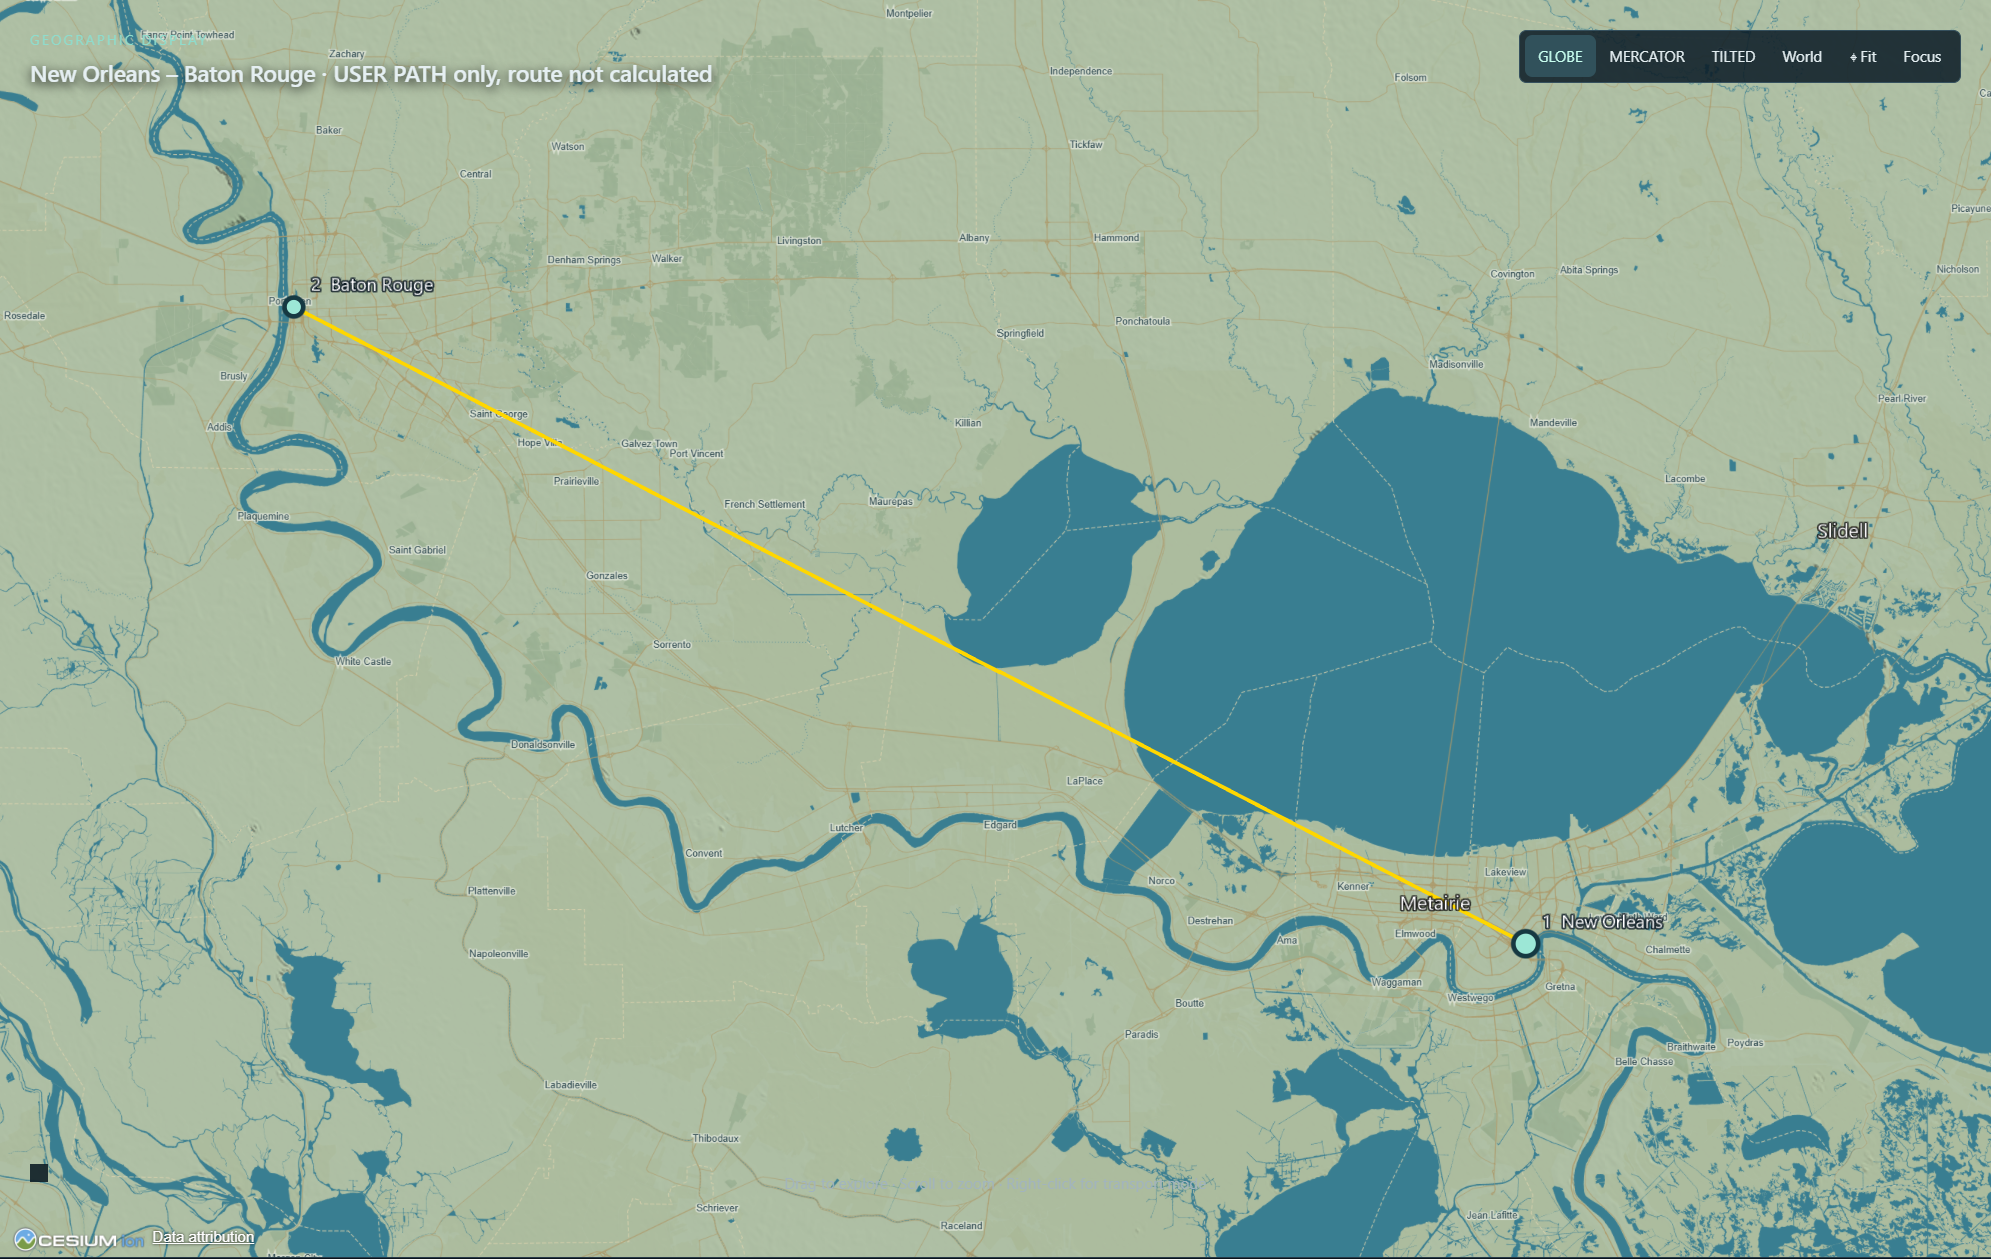 Fancy Point Towhead
Montpelier
GEOGRAPHIC DISPLAY
Zachary
New Orleans – Baton Rouge · USER PATH only, route not calculated
GLOBE MERCATOR TILTED World ⌖ Fit Focus
Independence
Folsom
Baker
Watson
Tickfaw
Central
Picayune
Livingston
Albany
Hammond
Denham Springs
Walker
Covington
Abita Springs
Nicholson
2 Baton Rouge
Rosedale
Ponchatoula
Springfield
Madisonville
Brusly
Pearl River
Saint George
Addis
Killian
Mandeville
Hope Villa
Galvez Town
Port Vincent
Prairieville
Lacombe
French Settlement
Maurepas
Plaquemine
Slidell
Saint Gabriel
Gonzales
Sorrento
White Castle
Donaldsonville
LaPlace
Lutcher
Edgard
Convent
Lakeview
Norco
Kenner
Plattenville
Metairie
Destrehan
1 New Orleans
Elmwood
Ama
Chalmette
Napoleonville
Waggaman
Gretna
Westwego
Boutte
Paradis
Braithwaite
Poydras
Belle Chasse
Labadieville
Thibodaux
Schriever
Jean Lafitte
Raceland
CESIUM ion Data attribution